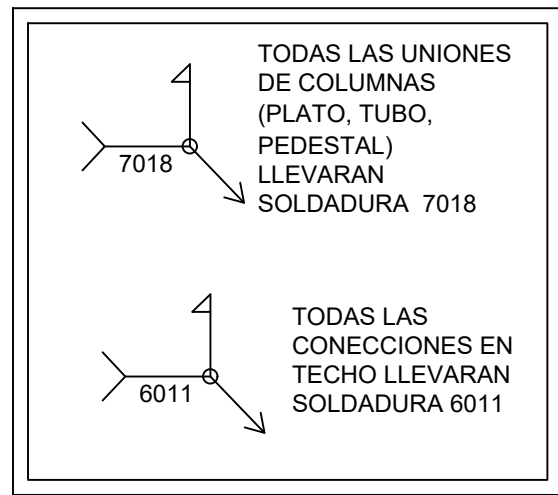 TODAS LAS UNIONES
DE COLUMNAS
(PLATO, TUBO,
PEDESTAL)
LLEVARAN
SOLDADURA 7018
7018
TODAS LAS
CONECCIONES EN
TECHO LLEVARAN
SOLDADURA 6011
6011